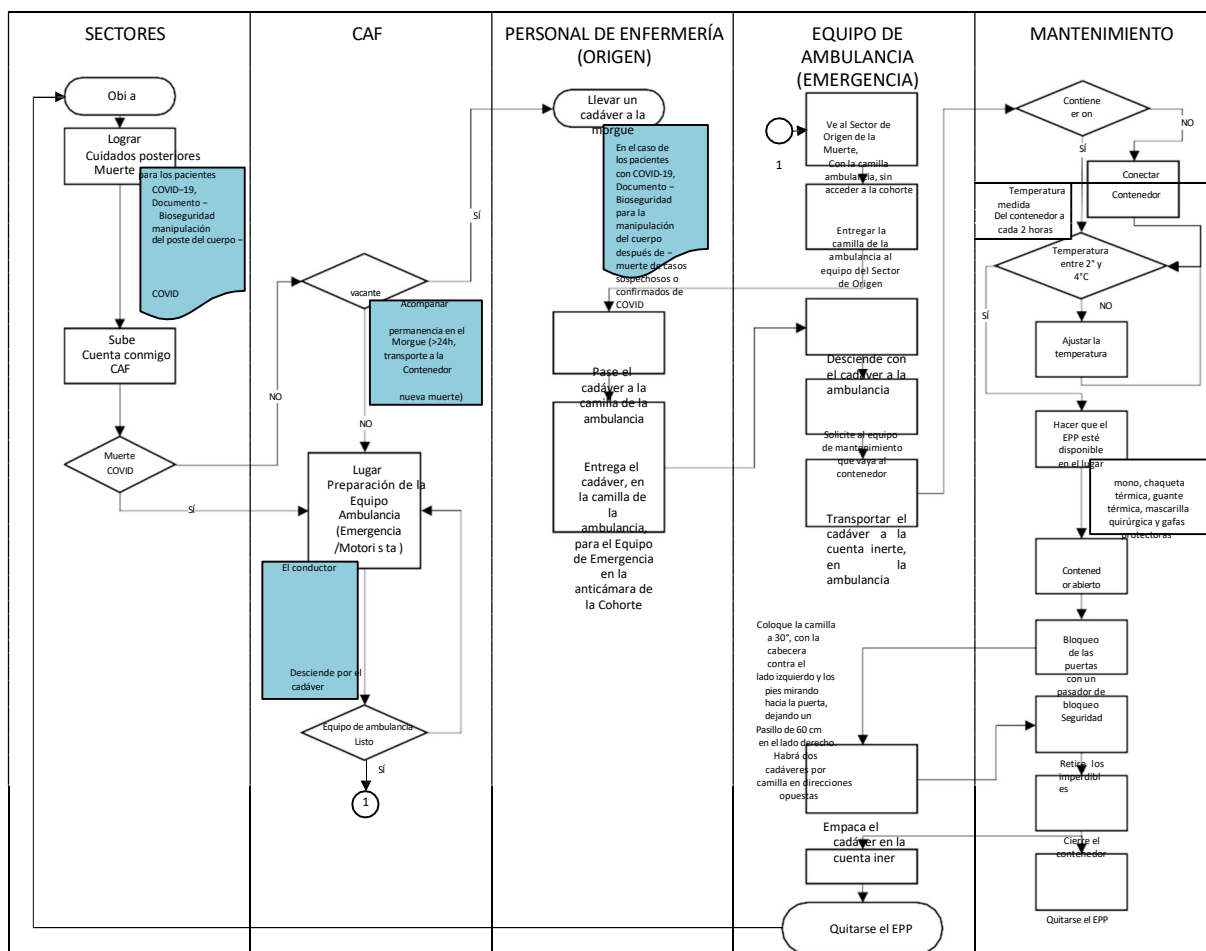 SECTORES
Obi a
Lograr
Cuidados posteriores
Muerte
para los pacientes
COVID–19,
Documento –
Bioseguridad
manipulación
del poste del cuerpo –
COVID
Sube
Cuenta conmigo
CAF
NO
Muerte
COVID
SÍ
CAF
SÍ
vacante
Acompañar
permanencia en el
Morgue (>24h,
transporte a la
Contenedor
nueva muerte)
NO
Lugar
Preparación de la
Equipo
Ambulancia
(Emergencia
/Motori s ta )
El conductor
Desciende por el
cadáver
Equipo de ambulancia
Listo
SÍ
1
PERSONAL DE ENFERMERÍA
(ORIGEN)
Llevar un
cadáver a la
morgue
En el caso de
los pacientes
con COVID-19,
Documento –
Bioseguridad
para la
manipulación
del cuerpo
después de –
muerte de casos
sospechosos o
confirmados de
COVID
Pase el
cadáver a la
camilla de la
ambulancia
Entrega el
cadáver, en
la camilla de
la
ambulancia,
para el Equipo
de Emergencia
en la
anticámara de
la Cohorte
EQUIPO DE
AMBULANCIA
(EMERGENCIA)
1
Ve al Sector de
Origen de la
Muerte,
Con la camilla
ambulancia, sin
acceder a la cohorte
Entregar la
camilla de la
ambulancia al
equipo del Sector
de Origen
Desciende con
el cadáver a la
ambulancia
Solicite al equipo
de mantenimiento
que vaya al
contenedor
Transportar el
cadáver a la
cuenta inerte,
en la
ambulancia
Coloque la camilla
a 30°, con la
cabecera
contra el
lado izquierdo y los
pies mirando
hacia la puerta,
dejando un
Pasillo de 60 cm
en el lado derecho.
Habrá dos
cadáveres por
camilla en direcciones
opuestas
Empaca el
cadáver en la
cuenta iner
Quitarse el EPP
MANTENIMIENTO
Contiene
er on
NO
SÍ
Conectar
Contenedor
Temperatura
medida
Del contenedor a
cada 2 horas
Temperatura
entre 2° y
4°C
SÍ
NO
Ajustar la
temperatura
Hacer que el
EPP esté
disponible
en el lugar
mono, chaqueta
térmica, guante
térmica, mascarilla
quirúrgica y gafas
protectoras
Contened
or abierto
Bloqueo
de las
puertas
con un
pasador de
bloqueo
Seguridad
Retire los
imperdibl
es
Cierre el
contenedor
Quitarse el EPP